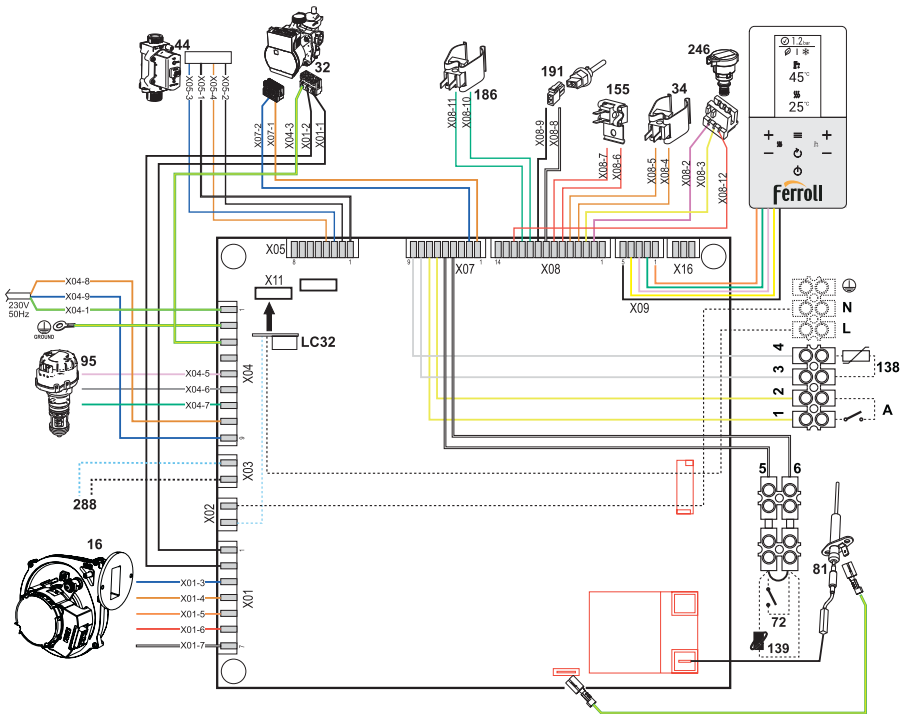 44
X05-3
X05-1
X05-4
X05-2
32
X07-2
X07-1
X04-3
X01-2
X01-1
186
X08-11
X08-10
191
X08-9
X08-8
155
X08-7
X08-6
34
X08-5
X08-4
246
X08-2
X08-3
X08-12
1.2bar
45°C
25°C
+
−
h
+
−
Ferroli
X05
8
1
9
X07
1
14
X08
1
X09
1
X16
X11
LC32
X04-8
X04-9
X04-1
230V
50Hz
GROUND
95
X04-5
X04-6
X04-7
1
X04
9
X03
X02
288
N
L
4
3
2
1
138
A
5
6
16
X01-3
X01-4
X01-5
X01-6
X01-7
1
X01
7
72
139
81